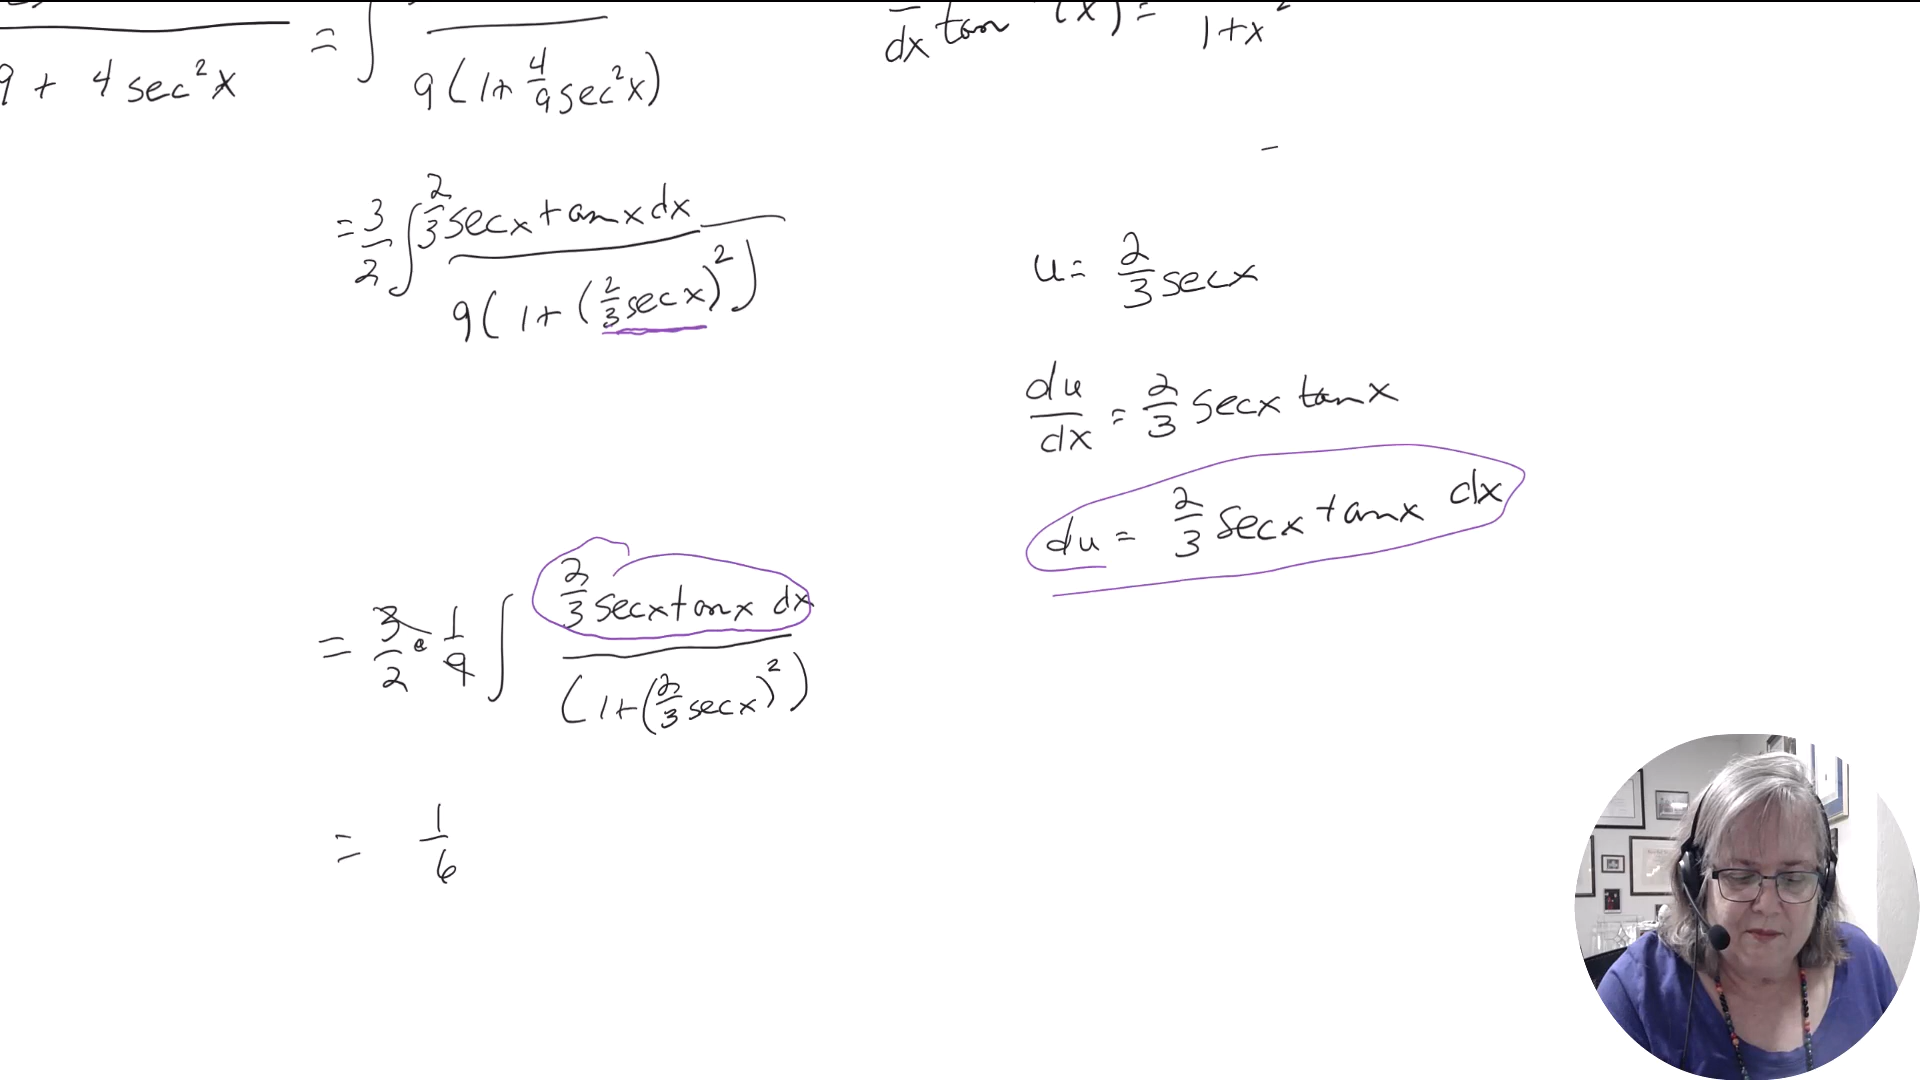 9 + 4 sec²x = ∫ 9(1+ 4/9 sec²x)
d/dx tan (x) = 1+x²
= 3/2 ∫ 2/3 secx tanx dx / 9(1+(2/3 secx)²)
u = 2/3 secx
du/dx = 2/3 secx tanx
du = 2/3 secx tanx dx
= 3/2 · 1/9 ∫ 2/3 secx tanx dx / (1+(2/3 secx)²)
= 1/6